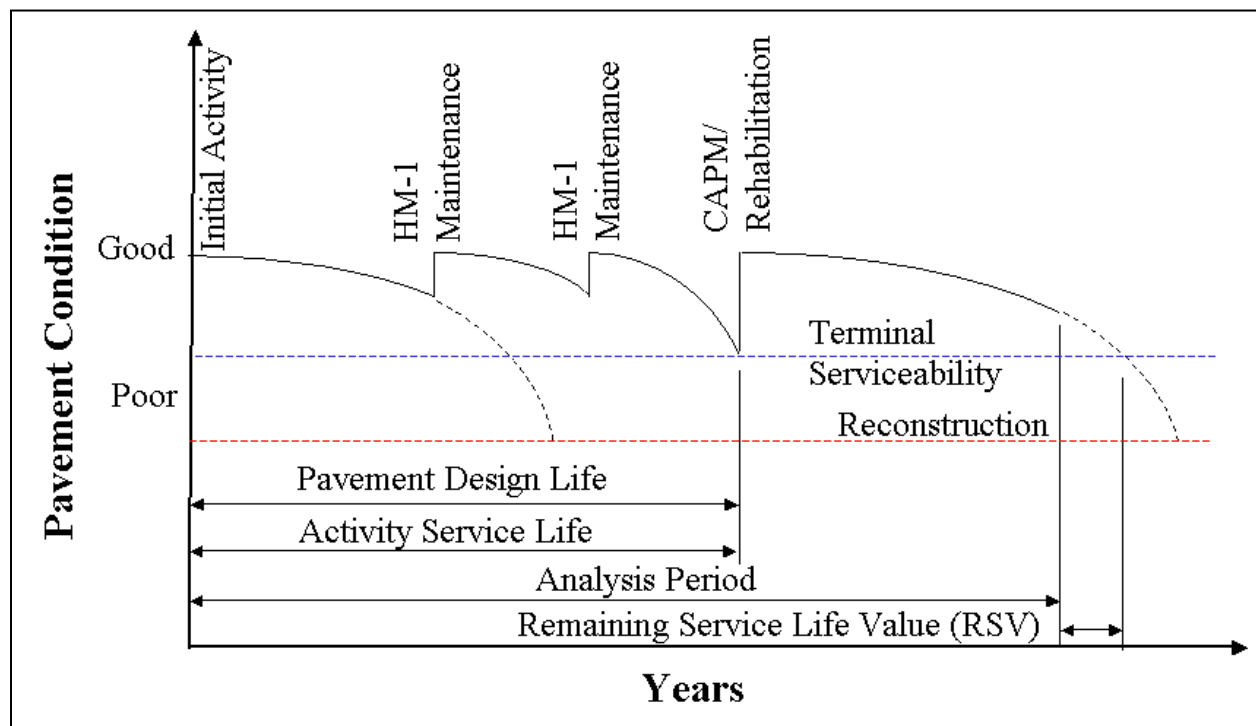 Initial Activity
HM-1
Maintenance
HM-1
Maintenance
CAPM/
Rehabilitation
Pavement Condition
Good
Poor
Terminal
Serviceability
Reconstruction
Pavement Design Life
Activity Service Life
Analysis Period
Remaining Service Life Value (RSV)
Years